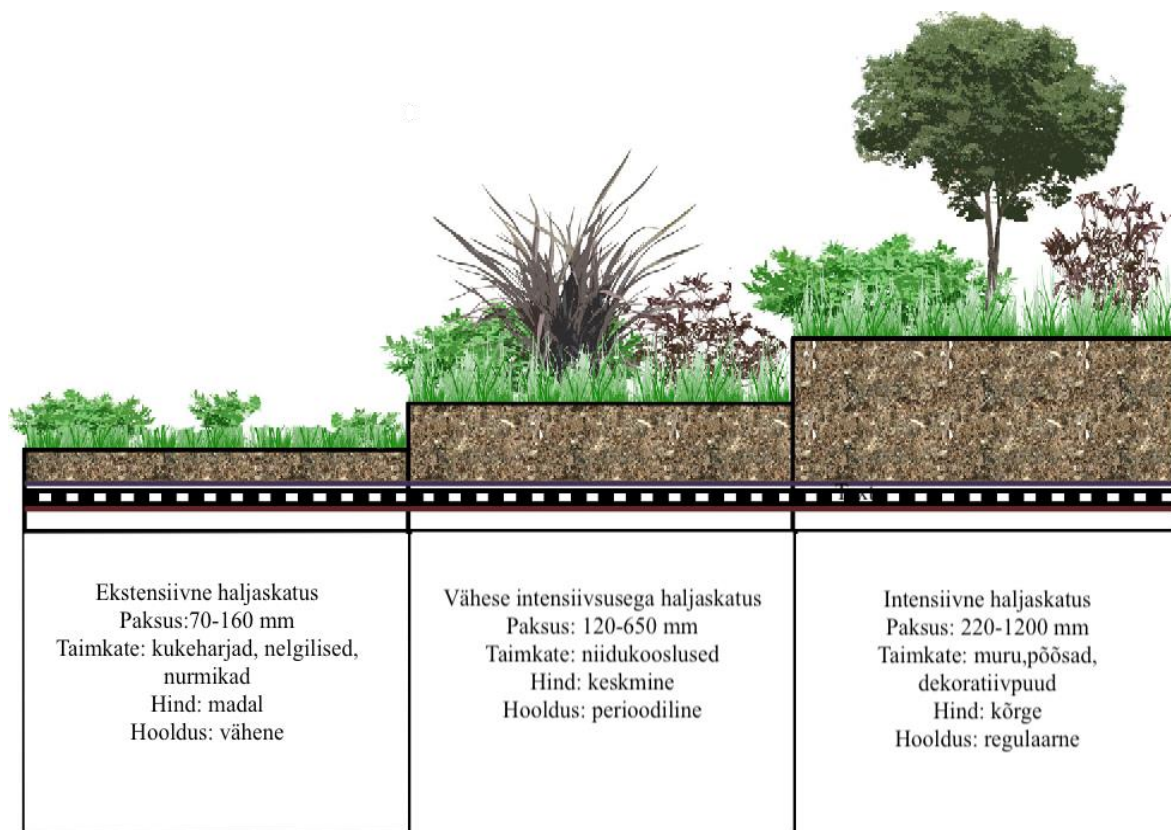 Ekstensiivne haljaskatus
Paksus:70-160 mm
Taimkate: kukeharjad, nelgilised,
nurmikad
Hind: madal
Hooldus: vähene
Vähese intensiivsusega haljaskatus
Paksus: 120-650 mm
Taimkate: niidukooslused
Hind: keskmine
Hooldus: perioodiline
Intensiivne haljaskatus
Paksus: 220-1200 mm
Taimkate: muru,põõsad,
dekoratiivpuud
Hind: kõrge
Hooldus: regulaarne